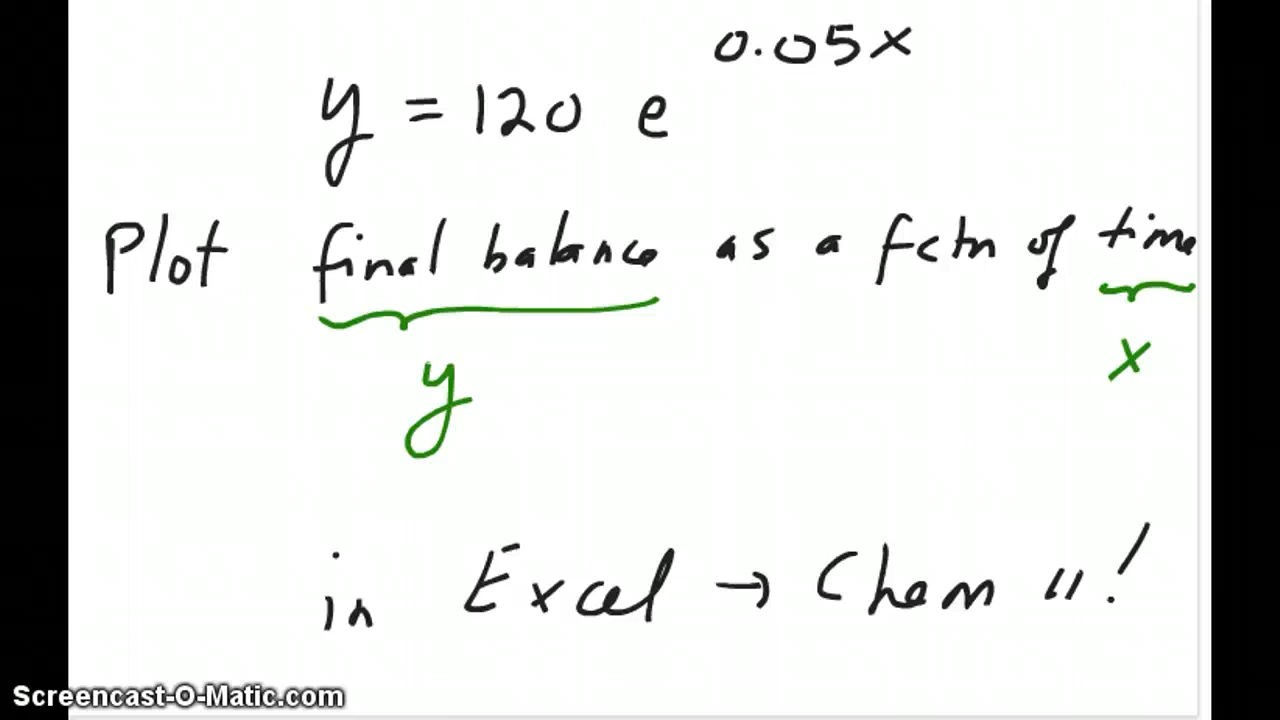 y = 120 e^0.05x
Plot final balance as a fctn of time
y
x
in Excel → Chem 11!
Screencast-O-Matic.com